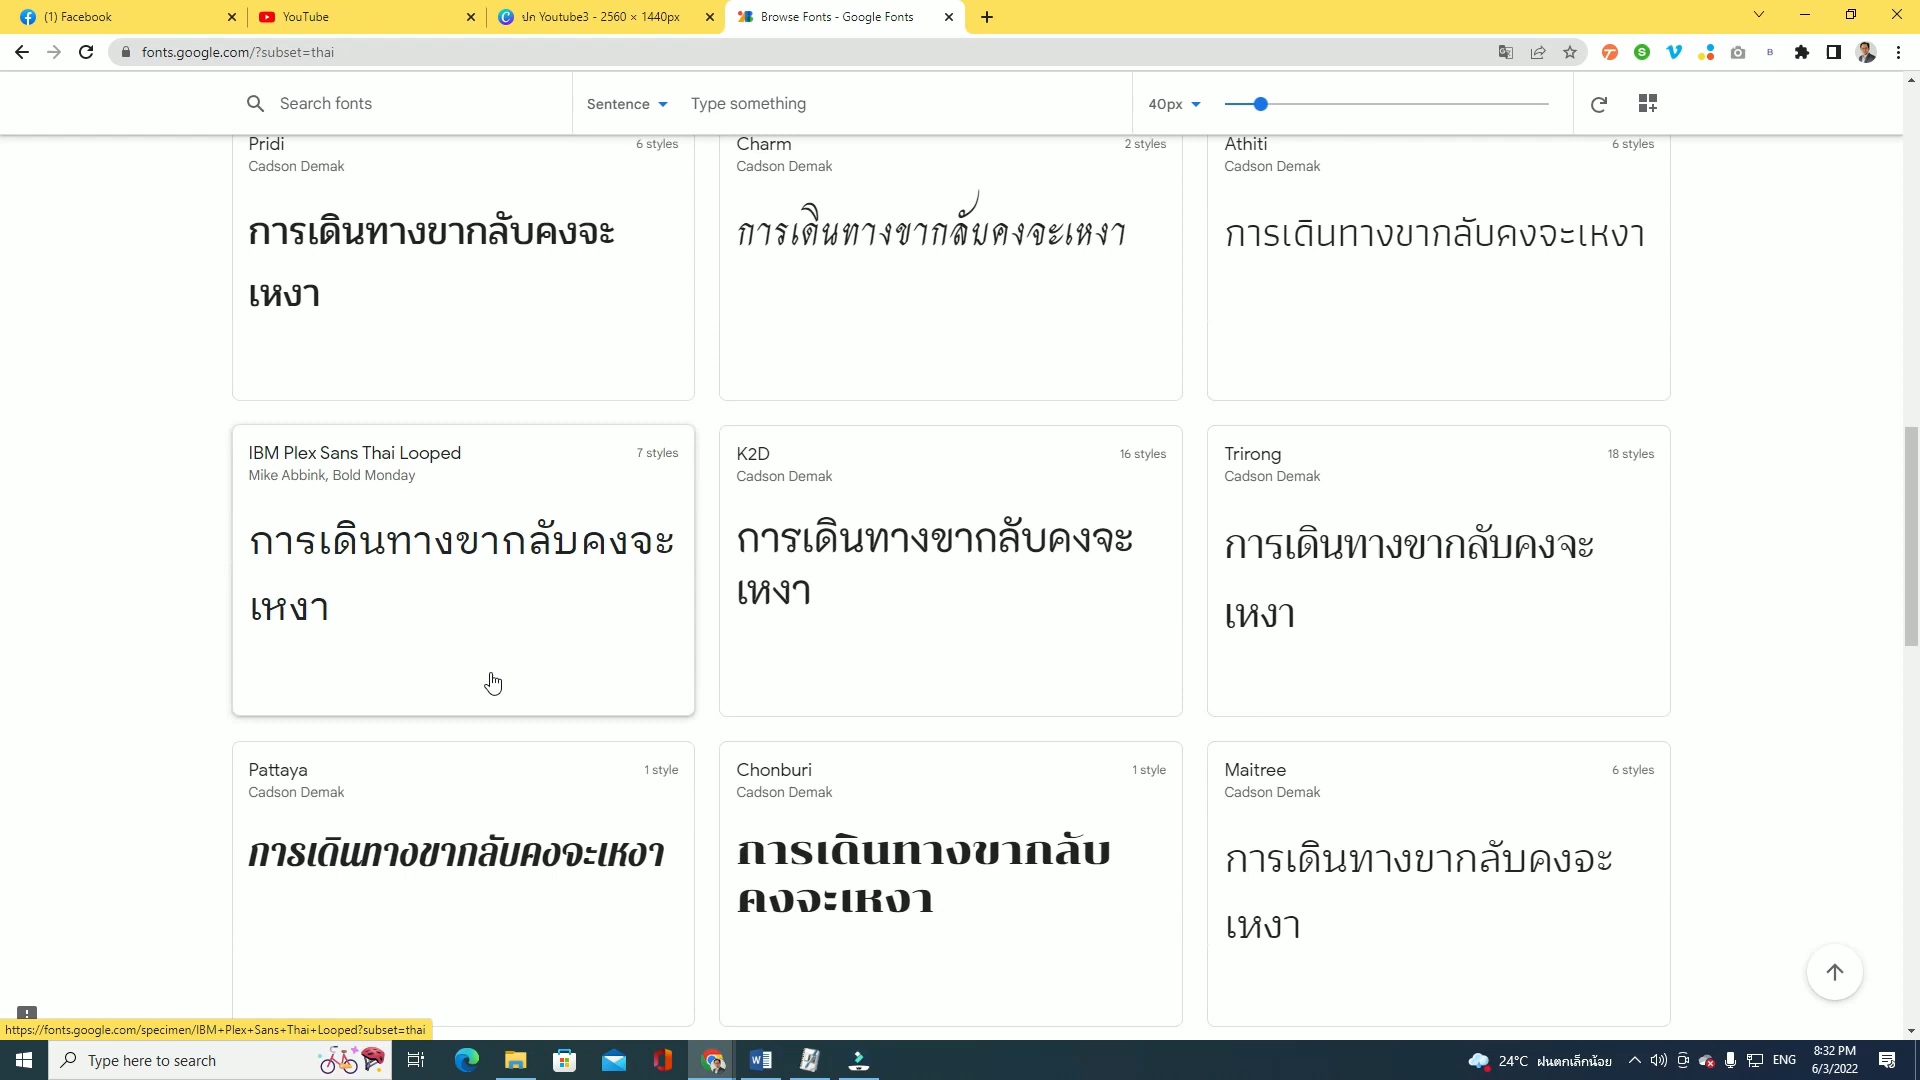 (1) Facebook
YouTube
ปก Youtube3 - 2560 × 1440px
Browse Fonts - Google Fonts
fonts.google.com/?subset=thai
Search fonts
Sentence
Type something
40px
Pridi
6 styles
Cadson Demak
การเดินทางขากลับคงจะ
เหงา
Charm
2 styles
Cadson Demak
การเดินทางขากลับคงจะเหงา
Athiti
6 styles
Cadson Demak
การเดินทางขากลับคงจะเหงา
IBM Plex Sans Thai Looped
7 styles
Mike Abbink, Bold Monday
การเดินทางขากลับคงจะ
เหงา
K2D
16 styles
Cadson Demak
การเดินทางขากลับคงจะ
เหงา
Trirong
18 styles
Cadson Demak
การเดินทางขากลับคงจะ
เหงา
Pattaya
1 style
Cadson Demak
การเดินทางขากลับคงจะเหงา
Chonburi
1 style
Cadson Demak
การเดินทางขากลับ
คงจะเหงา
Maitree
6 styles
Cadson Demak
การเดินทางขากลับคงจะ
เหงา
https://fonts.google.com/specimen/IBM+Plex+Sans+Thai+Looped?subset=thai
Type here to search
24°C ฝนตกเล็กน้อย
ENG
8:32 PM
6/3/2022